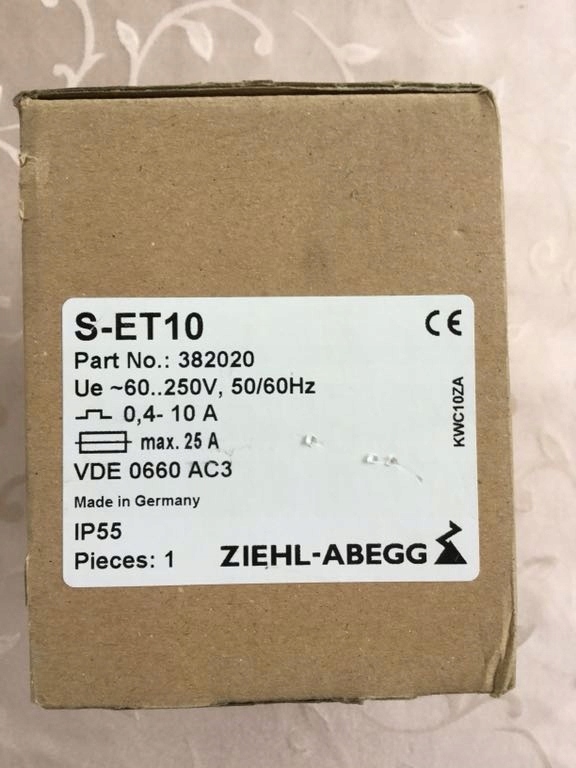 S-ET10
CE
Part No.: 382020
Ue ~60..250V, 50/60Hz
0,4- 10 A
max. 25 A
VDE 0660 AC3
Made in Germany
IP55
Pieces: 1
ZIEHL-ABEGG
KWC10ZA